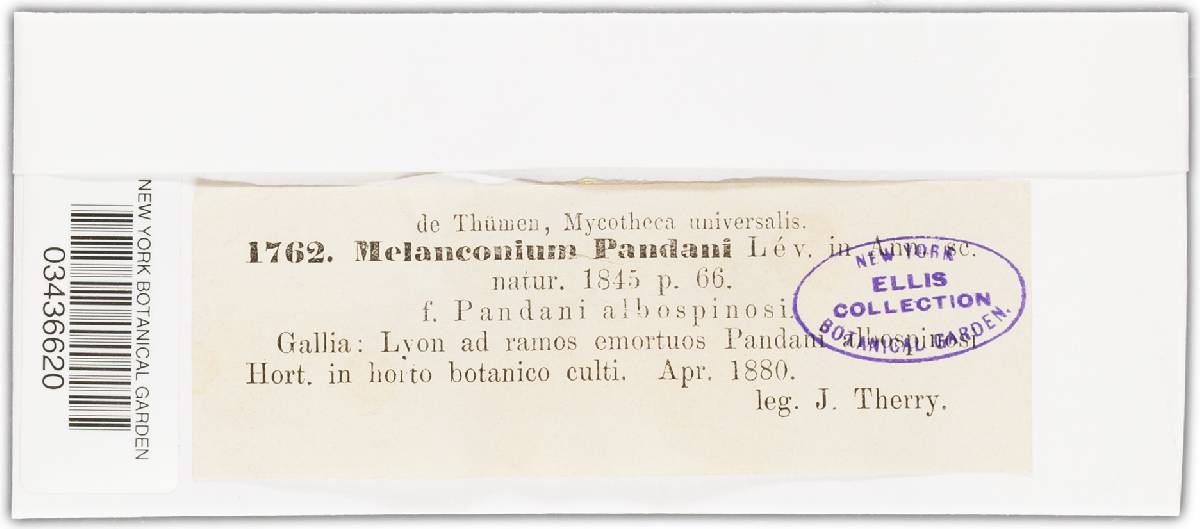 de Thümen, Mycotheca universalis.
1762. Melanconium Pandani Lév. in Ann. sc.
natur. 1845 p. 66.
f. Pandani albospinosi.
Gallia: Lyon ad ramos emortuos Pandani albospinosi
Hort. in horto botanico culti. Apr. 1880.
leg. J. Therry.
NEW YORK
ELLIS
COLLECTION
BOTANICAL GARDEN.
NEW YORK BOTANICAL GARDEN
03436620